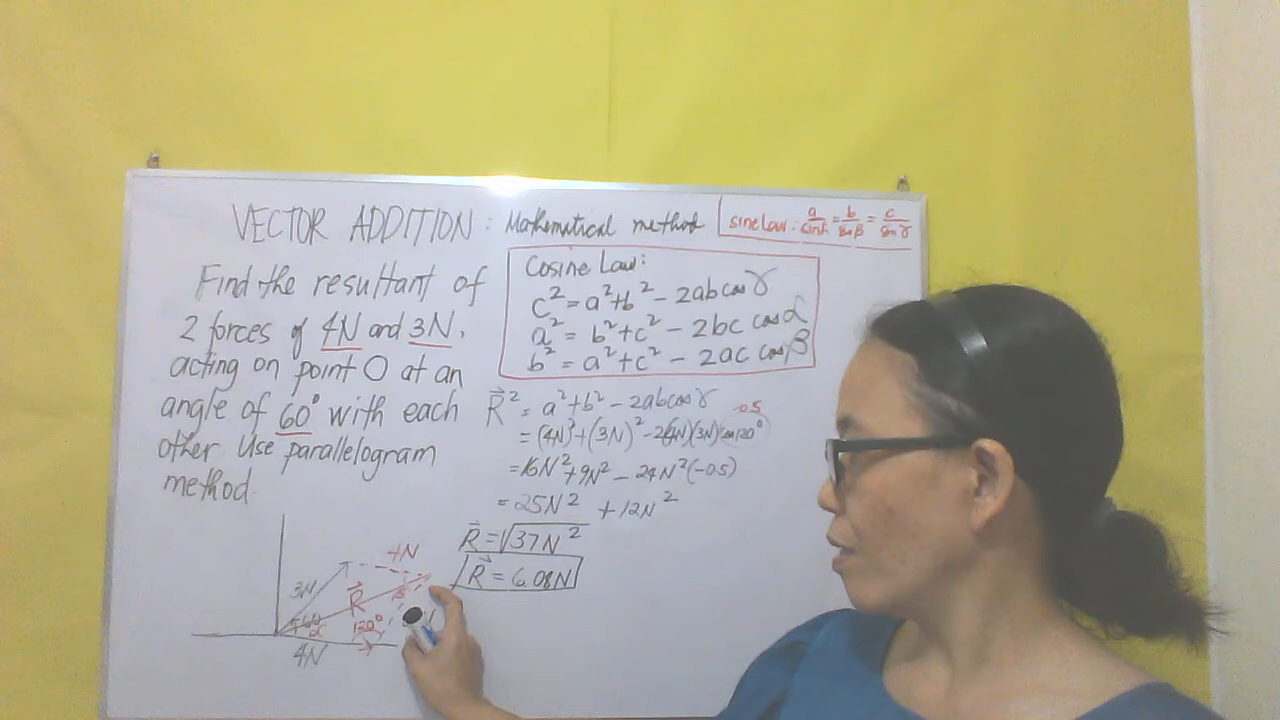 VECTOR ADDITION : Mathematical method
sine law: a/sinα = b/sin β = c/sin γ
Find the resultant of
2 forces of 4N and 3N,
acting on point O at an
angle of 60° with each
other. Use parallelogram
method.
Cosine Law:
c² = a² + b² - 2ab cos γ
a² = b² + c² - 2bc cos α
b² = a² + c² - 2ac cos β
R⃗² = a² + b² - 2ab cos γ
-0.5
= (4N)² + (3N)² - 2(4N)(3N) cos 120°
= 16N² + 9N² - 24N² (-0.5)
= 25N² + 12N²
R⃗ = √37N²
R⃗ = 6.08N
4N
3N
R⃗
β
60
α
120°
4N